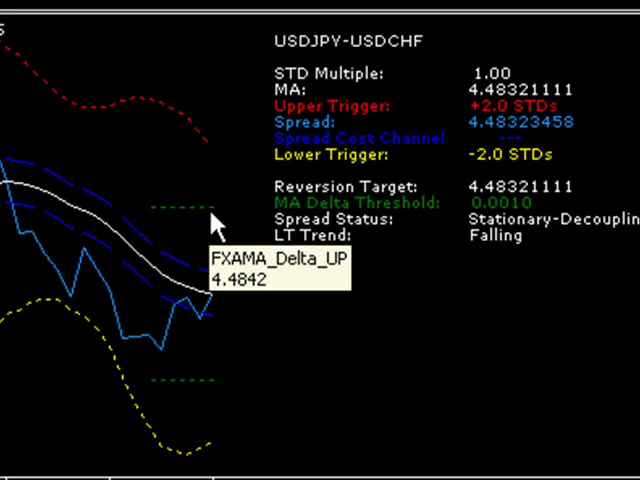 5
USDJPY-USDCHF
STD Multiple: 1.00
MA: 4.48321111
Upper Trigger: +2.0 STDs
Spread: 4.48323458
Spread Cost Channel ---
Lower Trigger: -2.0 STDs
Reversion Target: 4.48321111
MA Delta Threshold: 0.0010
Spread Status: Stationary-Decouplin
LT Trend: Falling
FXAMA_Delta_UP
4.4842